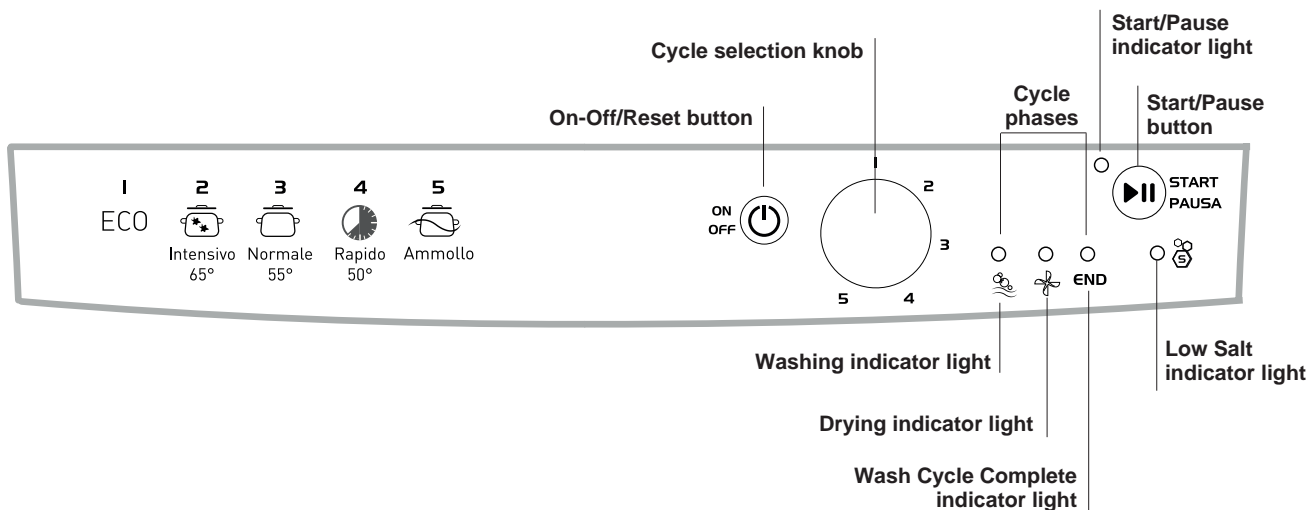 Start/Pause
indicator light
Cycle selection knob
Cycle
phases
Start/Pause
button
On-Off/Reset button
1
2
3
4
5
ECO
Intensivo
65°
Normale
55°
Rapido
50°
Ammollo
ON
OFF
1
2
3
4
5
START
PAUSA
END
S
Washing indicator light
Low Salt
indicator light
Drying indicator light
Wash Cycle Complete
indicator light